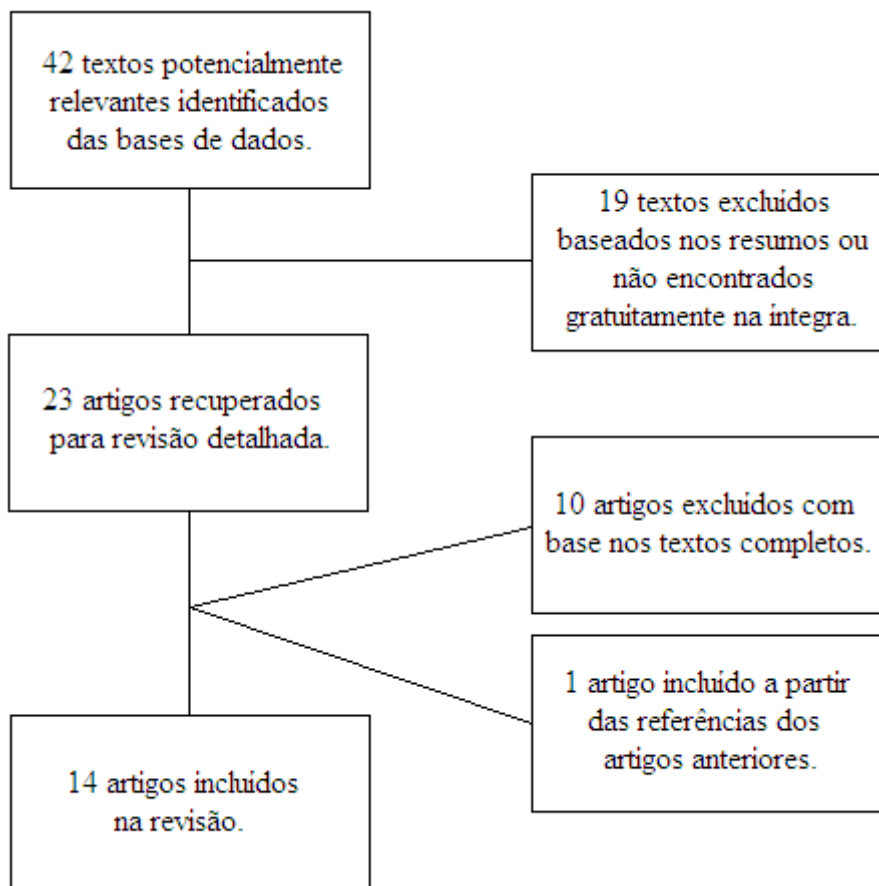 42 textos potencialmente
relevantes identificados
das bases de dados.
19 textos excluídos
baseados nos resumos ou
não encontrados
gratuitamente na íntegra.
23 artigos recuperados
para revisão detalhada.
10 artigos excluídos com
base nos textos completos.
1 artigo incluído a partir
das referências dos
artigos anteriores.
14 artigos incluídos
na revisão.